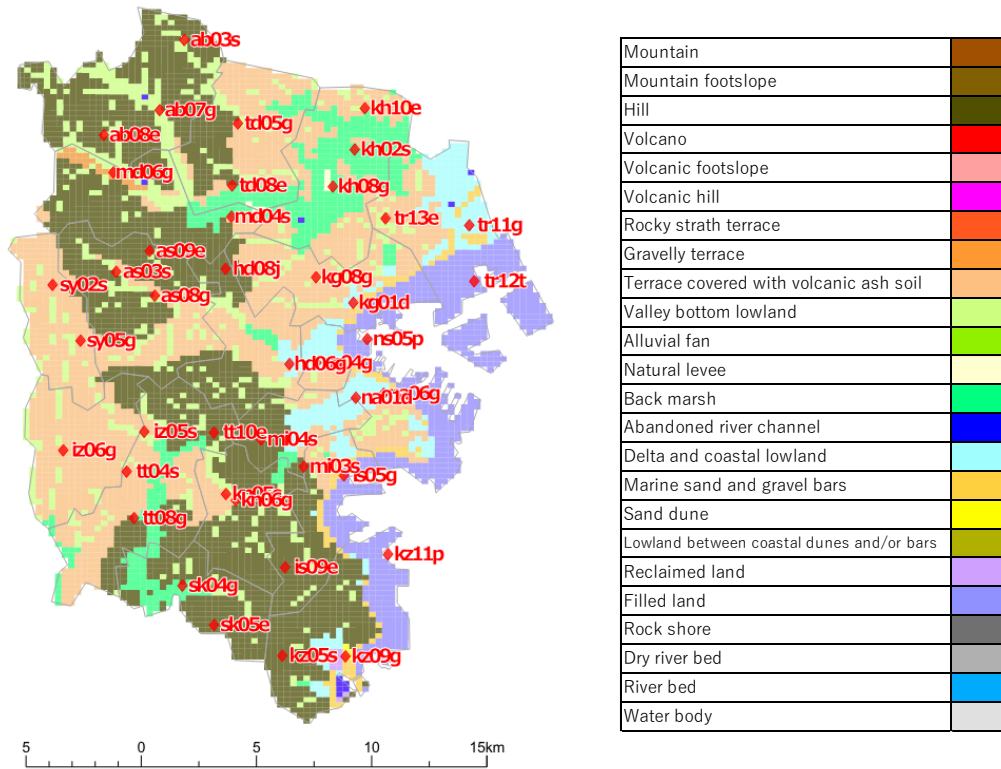 ab03s
ab07g
kh10e
td05g
ab08e
kh02s
md06g
td08e
kh08g
md04s
tr13e
tr11g
as09e
hd08j
as03s
kg08g
sy02s
tr12t
as08g
kg01d
sy05g
ns05p
hd06g
04g
na01d
06g
iz05s
tt10e
mi04s
iz06g
tt04s
mi03s
is05g
kn06g
tt08g
kz11p
is09e
sk04g
sk05e
kz05s
kz09g
5 0 5 10 15km
Mountain
Mountain footslope
Hill
Volcano
Volcanic footslope
Volcanic hill
Rocky strath terrace
Gravelly terrace
Terrace covered with volcanic ash soil
Valley bottom lowland
Alluvial fan
Natural levee
Back marsh
Abandoned river channel
Delta and coastal lowland
Marine sand and gravel bars
Sand dune
Lowland between coastal dunes and/or bars
Reclaimed land
Filled land
Rock shore
Dry river bed
River bed
Water body